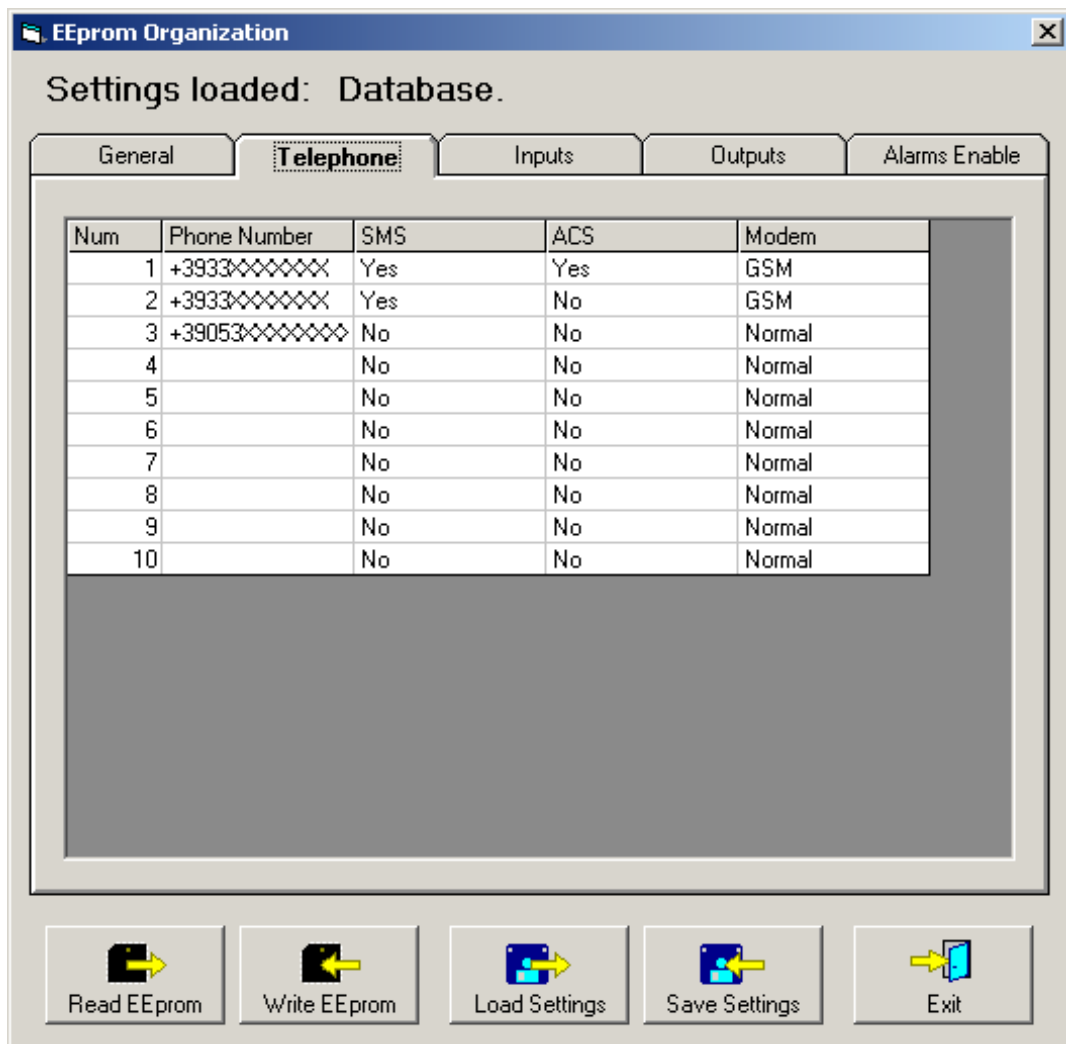 EEprom Organization
Settings loaded: Database.
General Telephone Inputs Outputs Alarms Enable
Num Phone Number SMS ACS Modem
1 +3933XXXXXXX Yes Yes GSM
2 +3933XXXXXXX Yes No GSM
3 +39053XXXXXXXX No No Normal
4 No No Normal
5 No No Normal
6 No No Normal
7 No No Normal
8 No No Normal
9 No No Normal
10 No No Normal
Read EEprom Write EEprom Load Settings Save Settings Exit